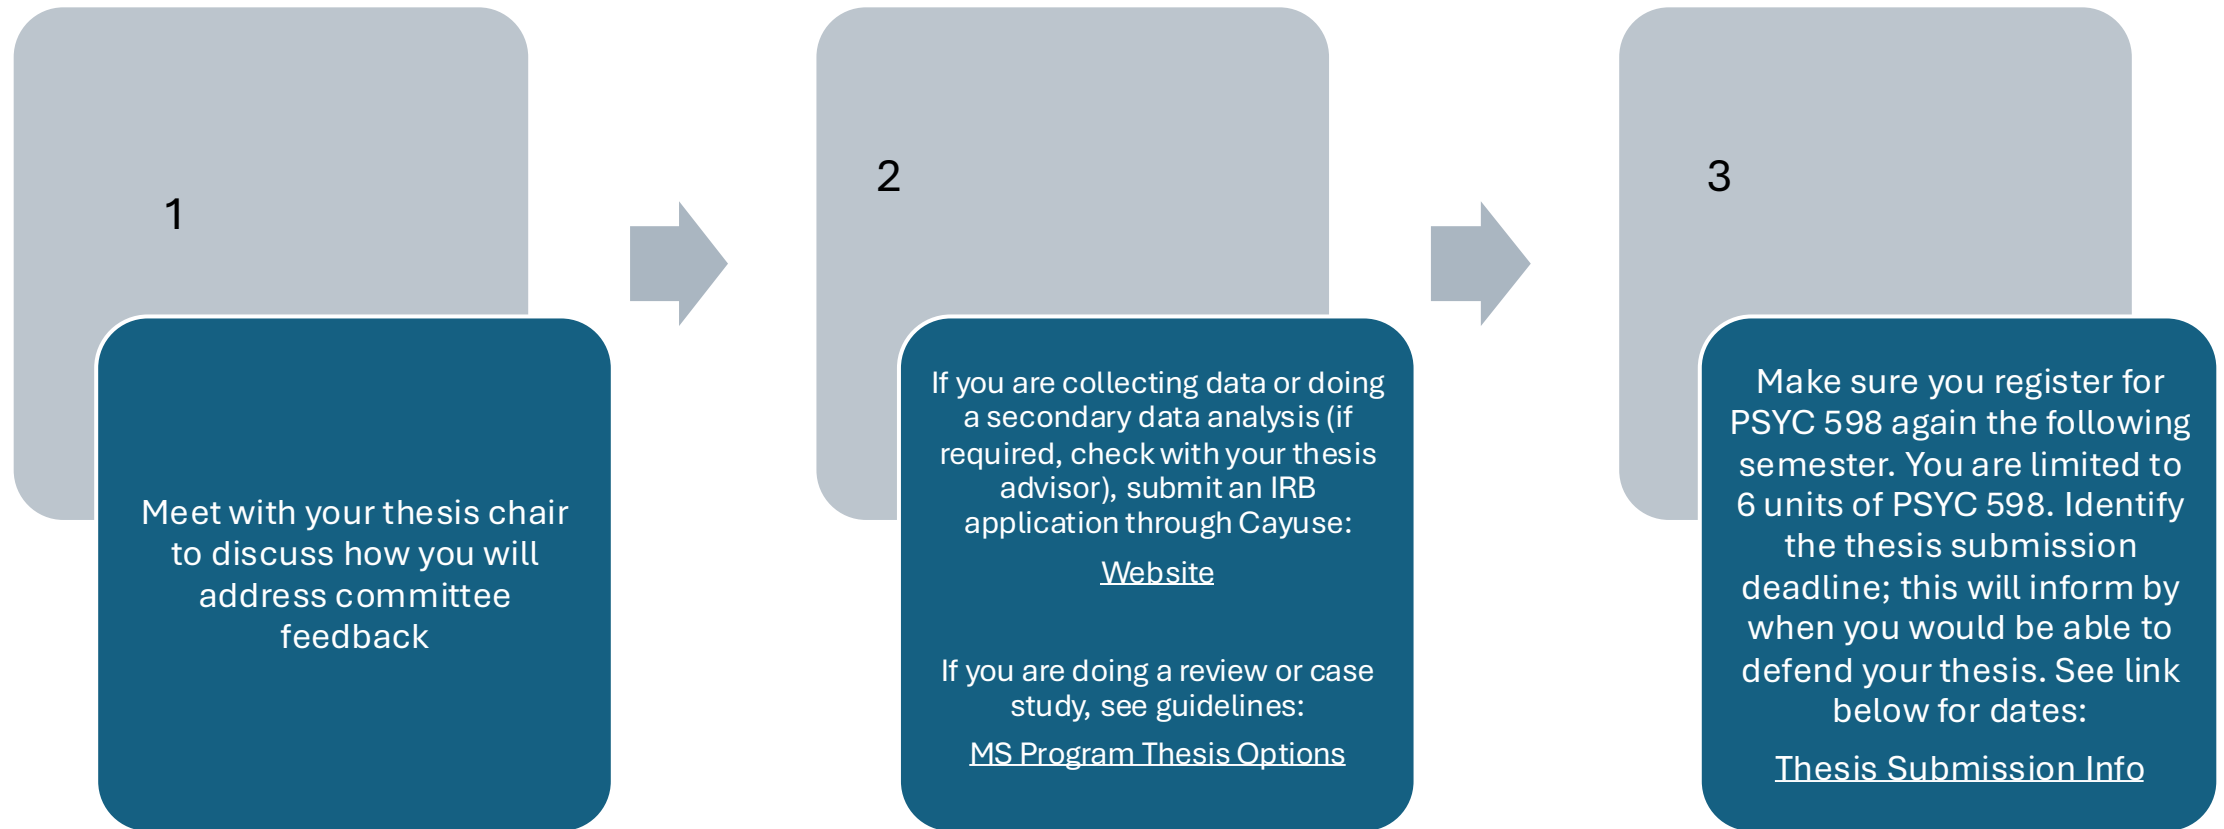 1
Meet with your thesis chair
to discuss how you will
address committee
feedback
2
If you are collecting data or doing
a secondary data analysis (if
required, check with your thesis
advisor), submit an IRB
application through Cayuse:
Website
If you are doing a review or case
study, see guidelines:
MS Program Thesis Options
3
Make sure you register for
PSYC 598 again the following
semester. You are limited to
6 units of PSYC 598. Identify
the thesis submission
deadline; this will inform by
when you would be able to
defend your thesis. See link
below for dates:
Thesis Submission Info